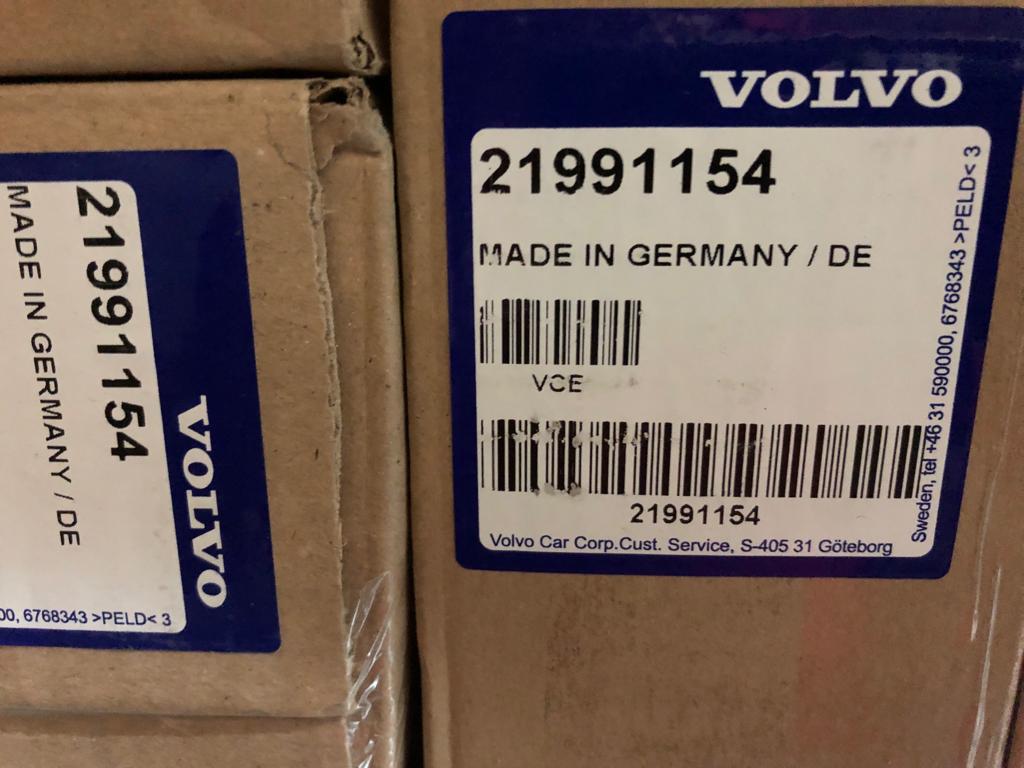 VOLVO
21991154
MADE IN GERMANY / DE
VCE
21991154
Volvo Car Corp.Cust. Service, S-405 31 Göteborg
Sweden, tel +46 31 590000, 6768343 >PELD< 3
21991154
MADE IN GERMANY / DE
VOLVO
00, 6768343 >PELD< 3